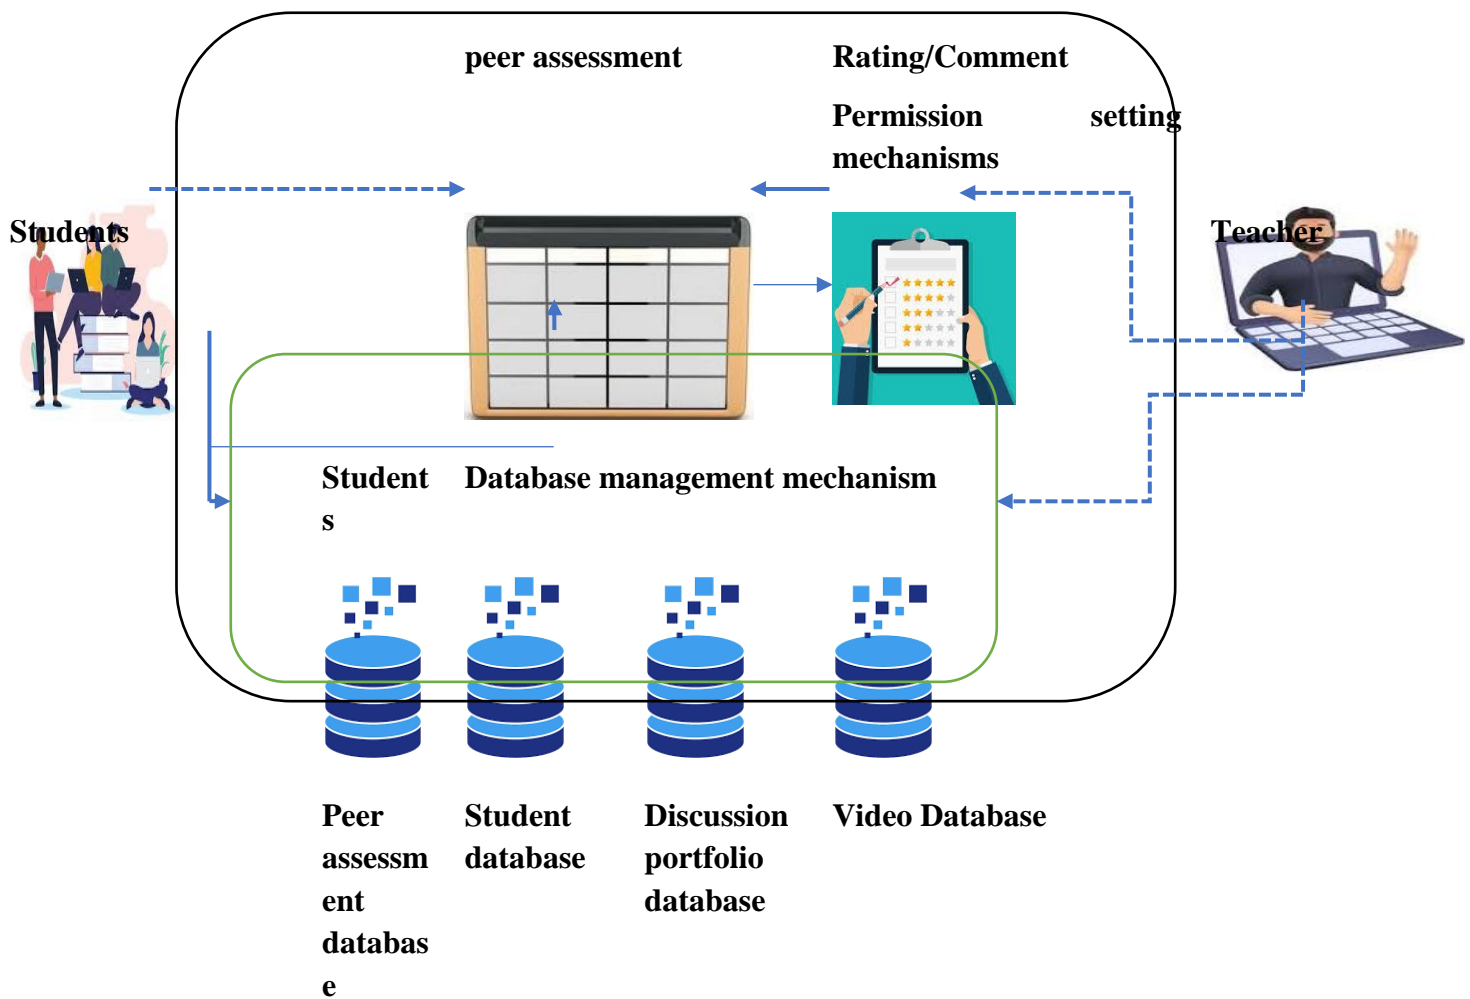 peer assessment
Rating/Comment
Permission setting
mechanisms
Students
Teacher
Student
s
Database management mechanism
Peer
assessm
ent
databas
e
Student
database
Discussion
portfolio
database
Video Database